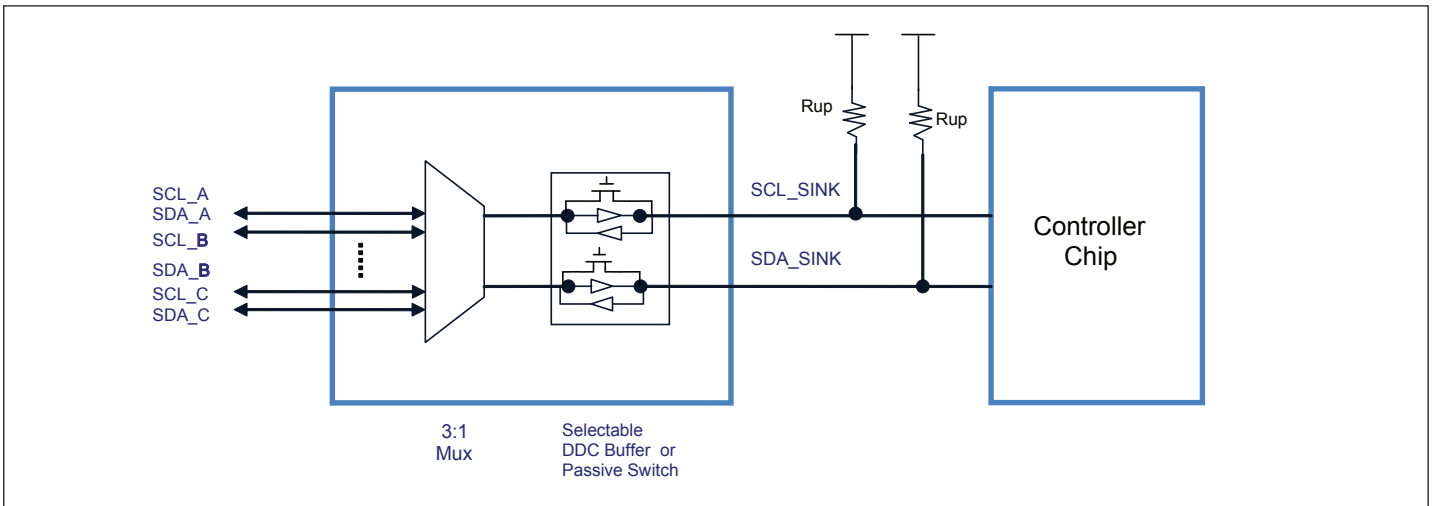 Rup
Rup
SCL_A
SDA_A
SCL_B
SDA_B
SCL_C
SDA_C
SCL_SINK
SDA_SINK
Controller
Chip
3:1
Mux
Selectable
DDC Buffer or
Passive Switch